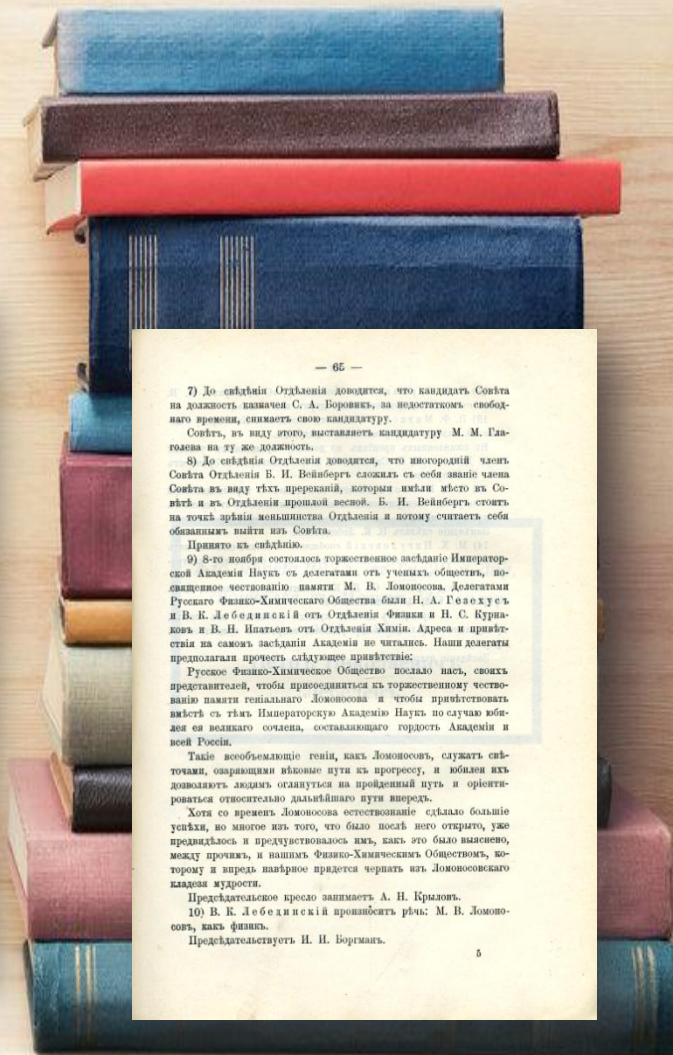 — 65 —
7) До свѣдѣнія Отдѣленія доводится, что кандидатъ Совѣта
на должность казначея С. А. Боровикъ, за недостаткомъ свобод-
наго времени, снимаетъ свою кандидатуру.
Совѣтъ, въ виду этого, выставляетъ кандидатуру М. М. Гла-
голева на ту же должность.
8) До свѣдѣнія Отдѣленія доводится, что иногородній членъ
Совѣта Отдѣленія Б. И. Вейнбергъ сложилъ съ себя званіе члена
Совѣта въ виду тѣхъ пререканій, которыя имѣли мѣсто въ Со-
вѣтѣ и въ Отдѣленіи прошлой весной. Б. И. Вейнбергъ стоитъ
на точкѣ зрѣнія меньшинства Отдѣленія и потому считаетъ себя
обязаннымъ выйти изъ Совѣта.
Принято къ свѣдѣнію.
9) 8-го ноября состоялось торжественное засѣданіе Император-
ской Академіи Наукъ съ делегатами отъ ученыхъ обществъ, по-
священное чествованію памяти М. В. Ломоносова. Делегатами
Русскаго Физико-Химическаго Общества были Н. А. Гезехусъ
и В. К. Лебединскій отъ Отдѣленія Физики и Н. С. Курна-
ковъ и В. Н. Ипатьевъ отъ Отдѣленія Химіи. Адреса и привѣт-
ствія на самомъ засѣданіи Академіи не читались. Наши делегаты
предполагали прочесть слѣдующее привѣтствіе:
Русское Физико-Химическое Общество послало насъ, своихъ
представителей, чтобы присоединиться къ торжественному чество-
ванію памяти геніальнаго Ломоносова и чтобы привѣтствовать
вмѣстѣ съ тѣмъ Императорскую Академію Наукъ по случаю юби-
лея ея великаго сочлена, составляющаго гордость Академіи и
всей Россіи.
Такіе всеобъемлющіе геніи, какъ Ломоносовъ, служатъ свѣ-
точами, озаряющими вѣковые пути къ прогрессу, и юбилеи ихъ
дозволяютъ людямъ оглянуться на пройденный путь и оріенти-
роваться относительно дальнѣйшаго пути впередъ.
Хотя со временъ Ломоносова естествознаніе сдѣлало большіе
успѣхи, но многое изъ того, что было послѣ него открыто, уже
предвидѣлось и предчувствовалось имъ, какъ это было выяснено,
между прочимъ, и нашимъ Физико-Химическимъ Обществомъ, ко-
торому и впредь навѣрное придется черпать изъ Ломоносовскаго
кладезя мудрости.
Предсѣдательское кресло занимаетъ А. Н. Крыловъ.
10) В. К. Лебединскій произноситъ рѣчь: М. В. Ломоно-
совъ, какъ физикъ.
Предсѣдательствуетъ И. И. Боргманъ.
5